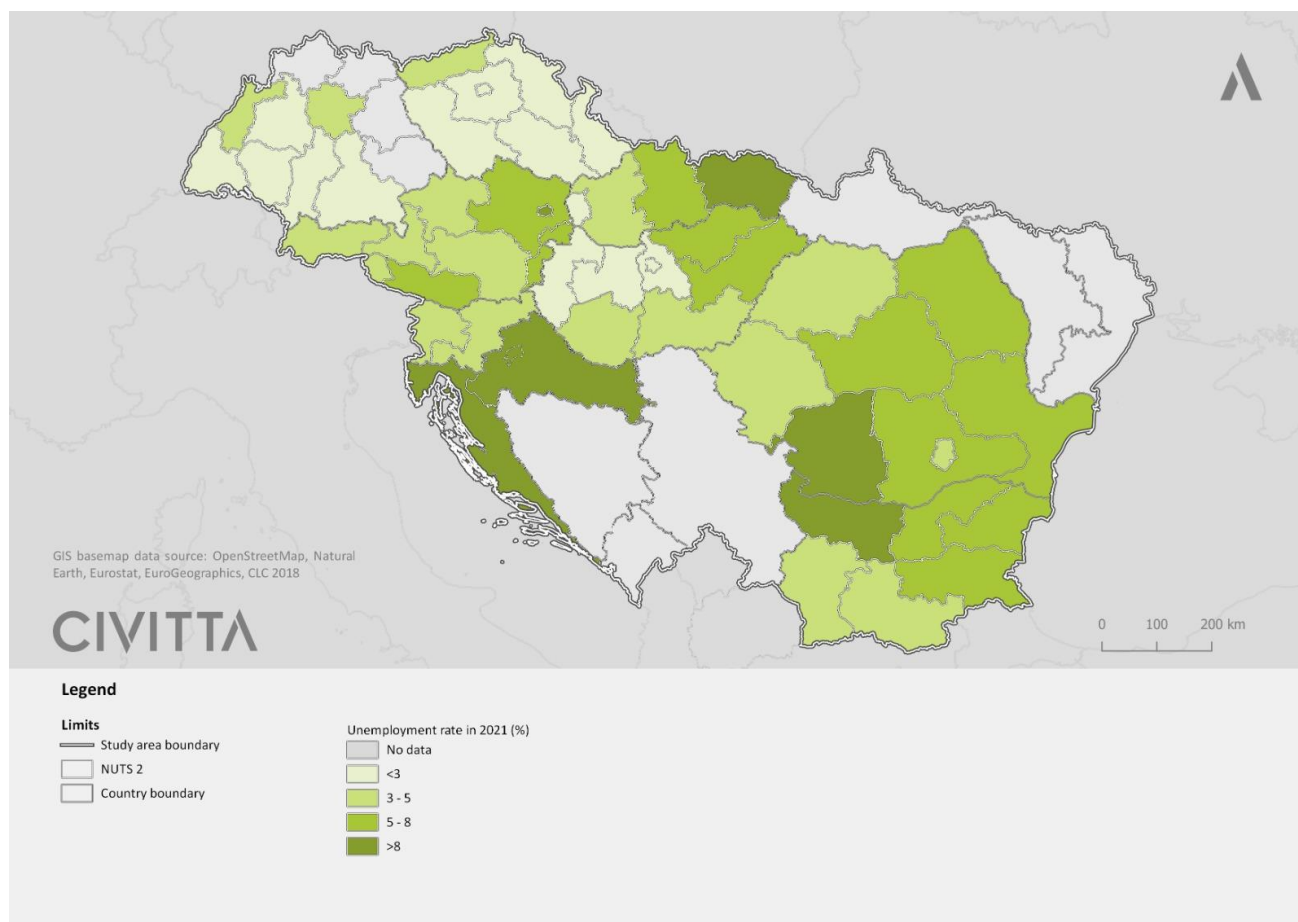 GIS basemap data source: OpenStreetMap, Natural
Earth, Eurostat, EuroGeographics, CLC 2018
CIVITTA
0 100 200 km
Legend
Limits
Study area boundary
NUTS 2
Country boundary
Unemployment rate in 2021 (%)
No data
<3
3 - 5
5 - 8
>8